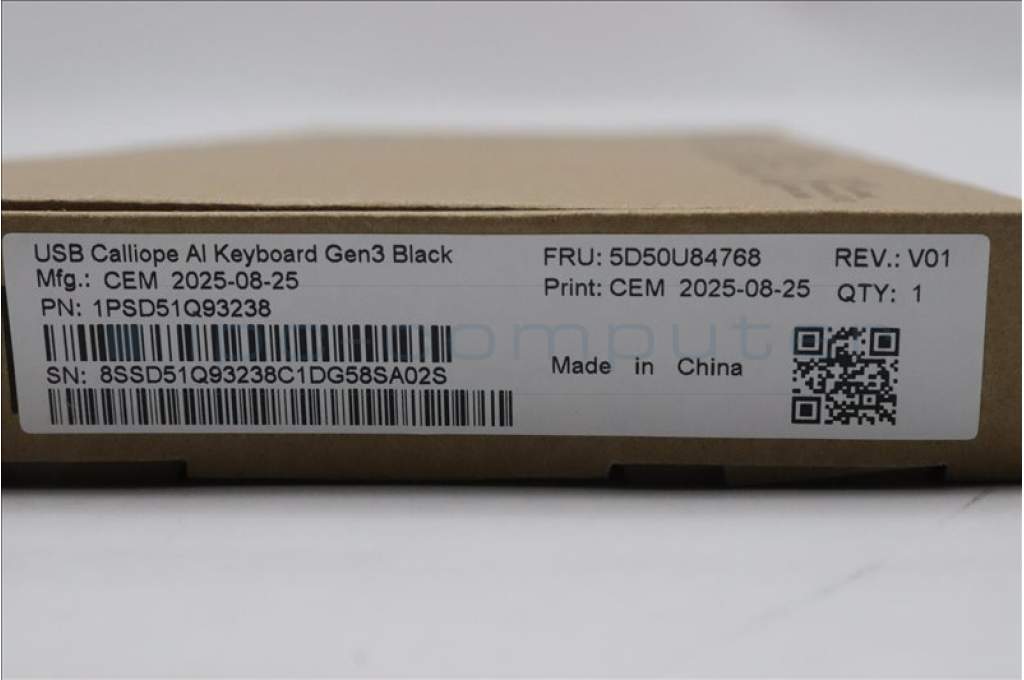 USB Calliope AI Keyboard Gen3 Black
FRU: 5D50U84768
REV.: V01
Mfg.: CEM 2025-08-25
Print: CEM 2025-08-25
QTY: 1
PN: 1PSD51Q93238
Made in China
SN: 8SSD51Q93238C1DG58SA02S